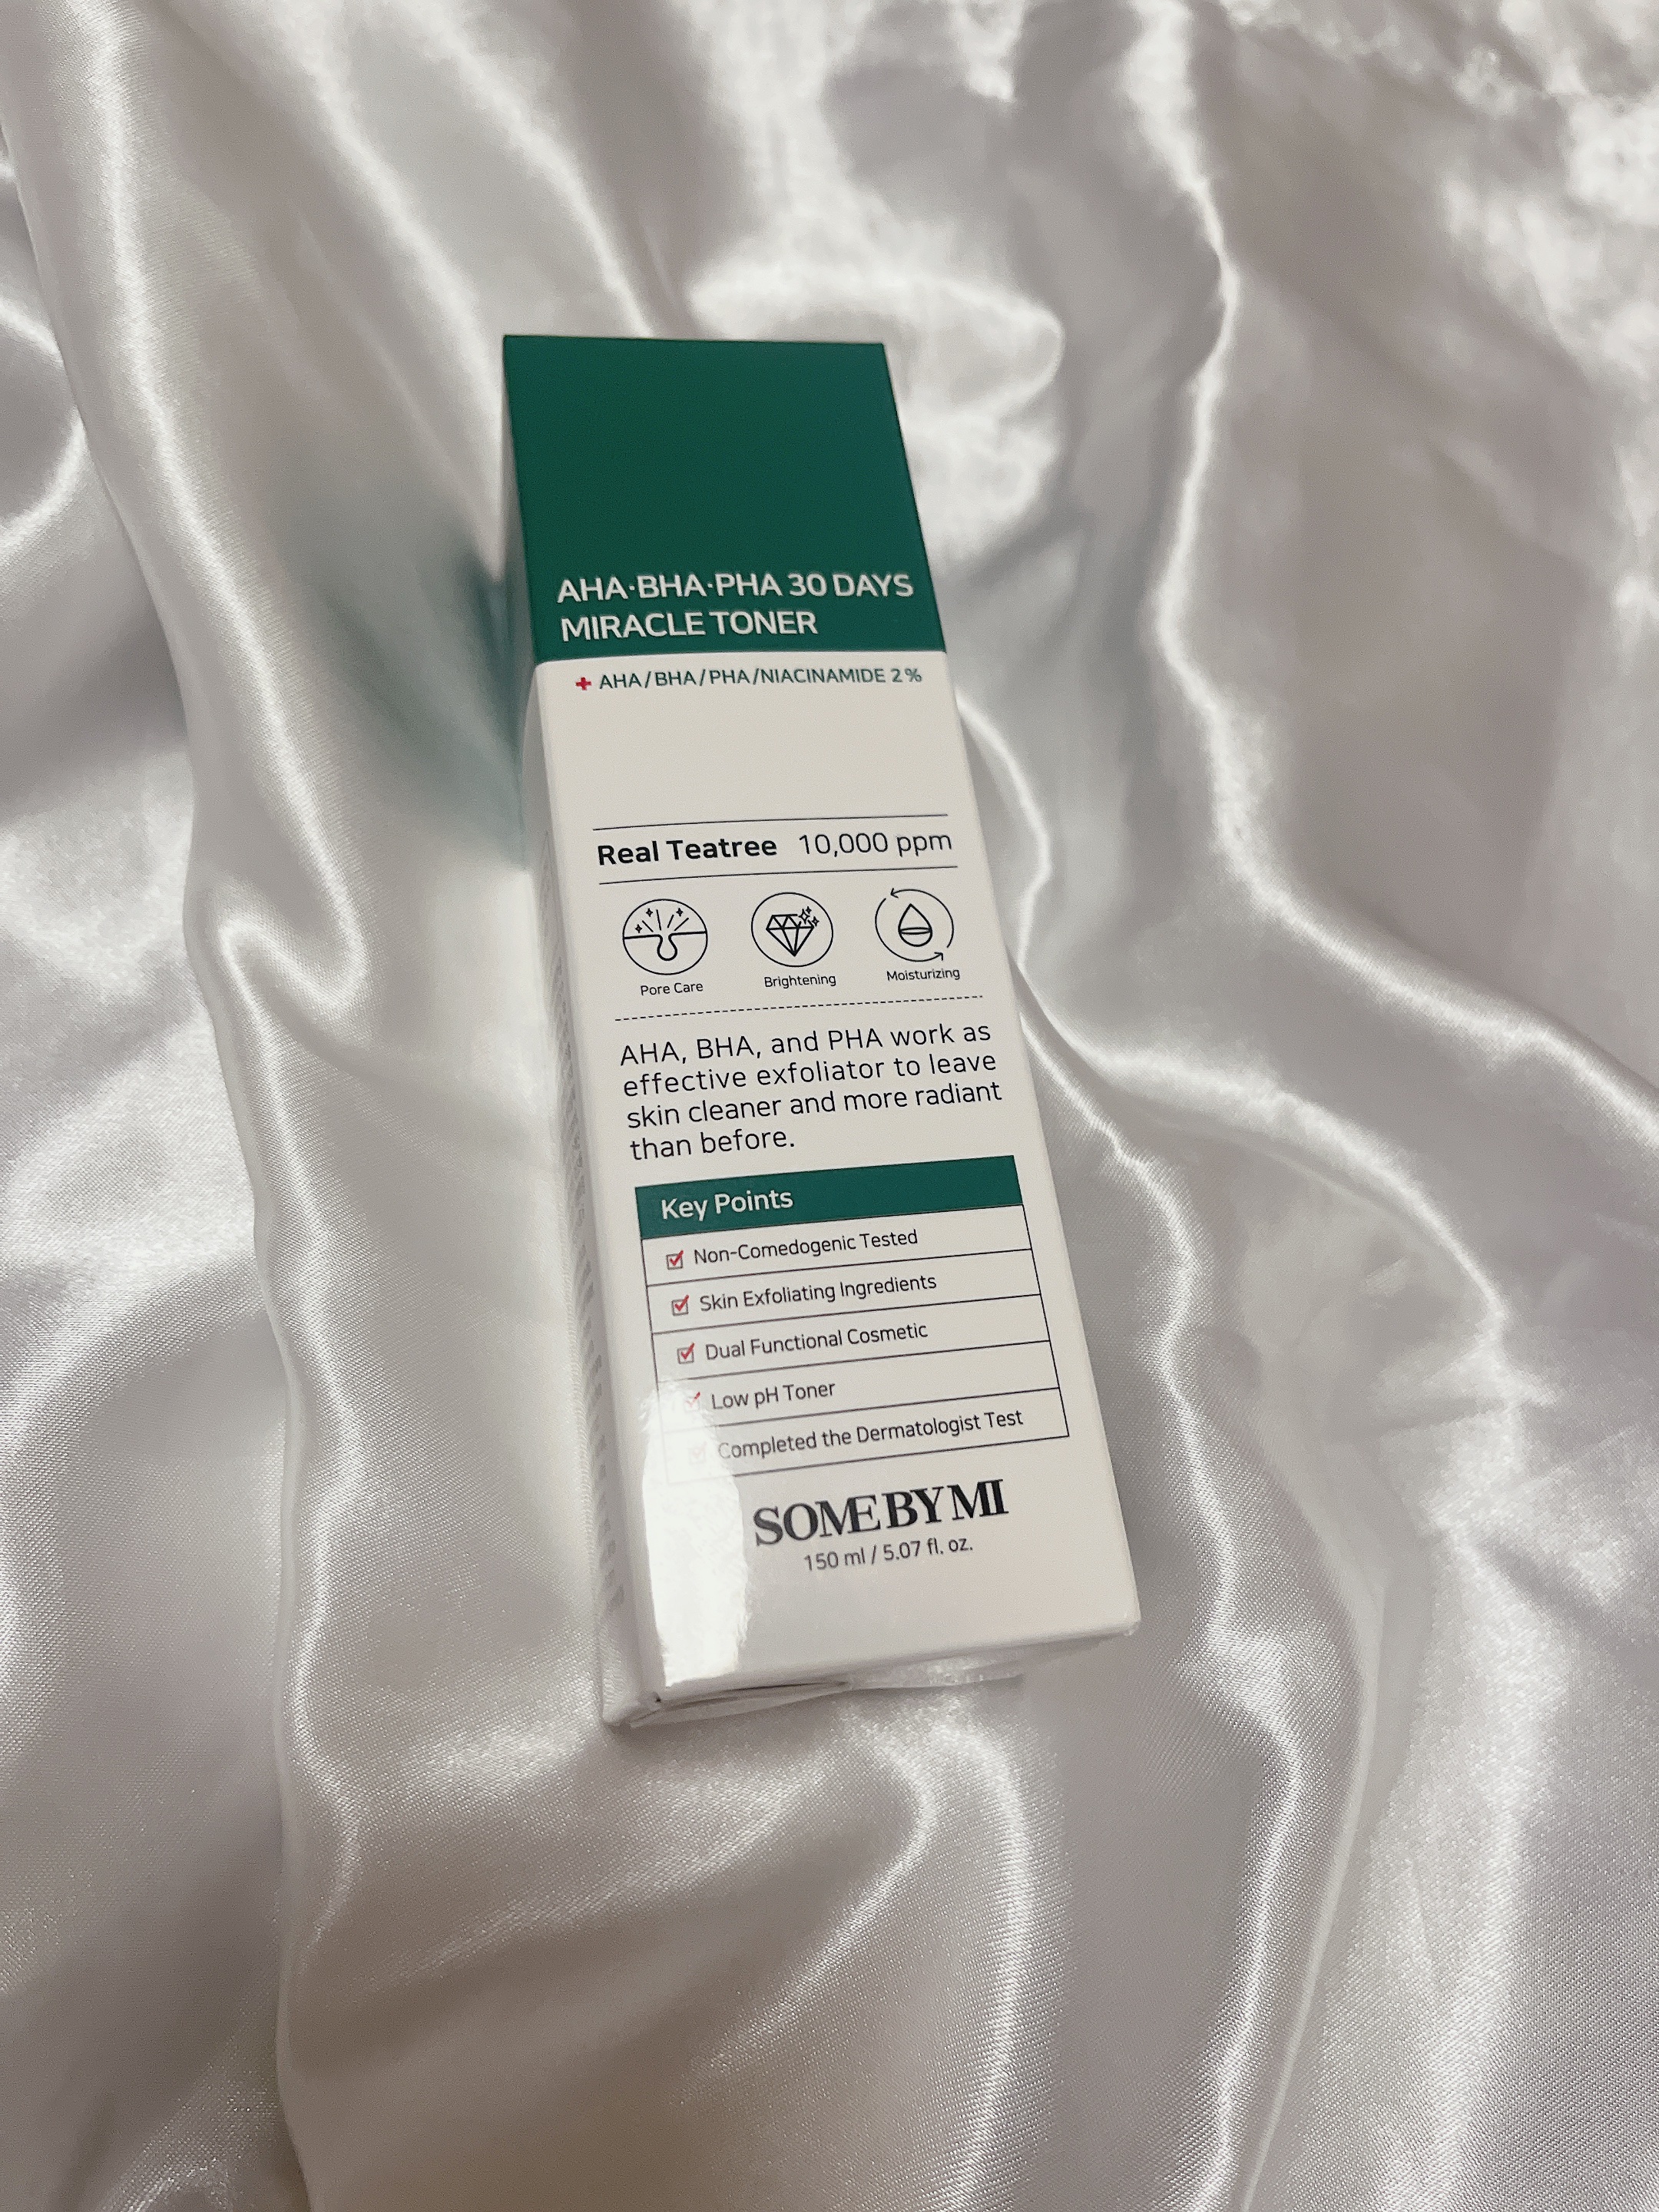 AHA·BHA·PHA 30 DAYS
MIRACLE TONER
AHA/BHA/PHA/NIACINAMIDE 2%
Real Teatree 10,000 ppm
Pore Care Brightening Moisturizing
AHA, BHA, and PHA work as
effective exfoliator to leave
skin cleaner and more radiant
than before.
Key Points
Non-Comedogenic Tested
Skin Exfoliating Ingredients
Dual Functional Cosmetic
Low pH Toner
Completed the Dermatologist Test
SOME BY MI
150 ml / 5.07 fl. oz.